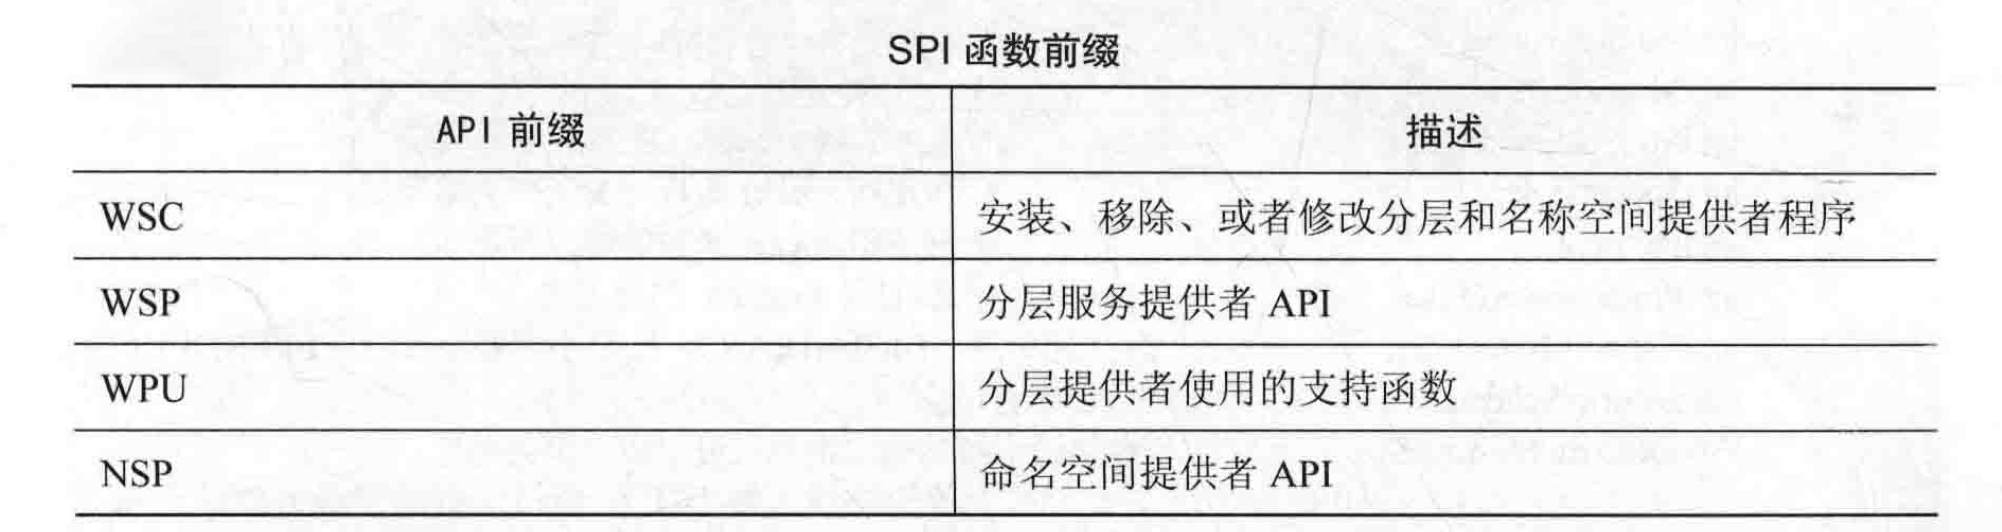 SPI 函数前缀
API 前缀 描述
WSC 安装、移除、或者修改分层和名称空间提供者程序
WSP 分层服务提供者 API
WPU 分层提供者使用的支持函数
NSP 命名空间提供者 API